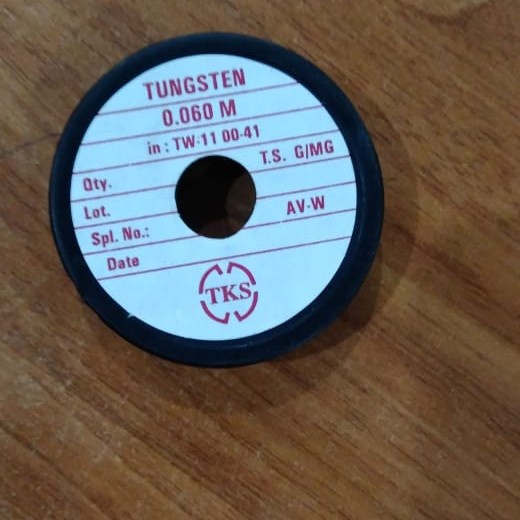 TUNGSTEN
0.060 M
in : TW-11 00-41
T.S. G/MG
Qty.
Lot.
AV-W
Spl. No.:
Date
TKS